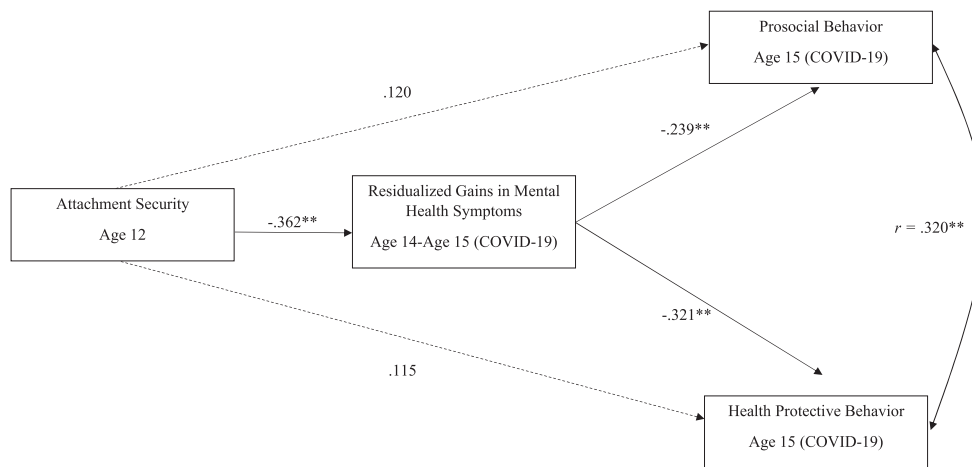 Prosocial Behavior
Age 15 (COVID-19)
.120
-.239**
Attachment Security
Age 12
-.362**
Residualized Gains in Mental
Health Symptoms
Age 14-Age 15 (COVID-19)
r = .320**
-.321**
.115
Health Protective Behavior
Age 15 (COVID-19)